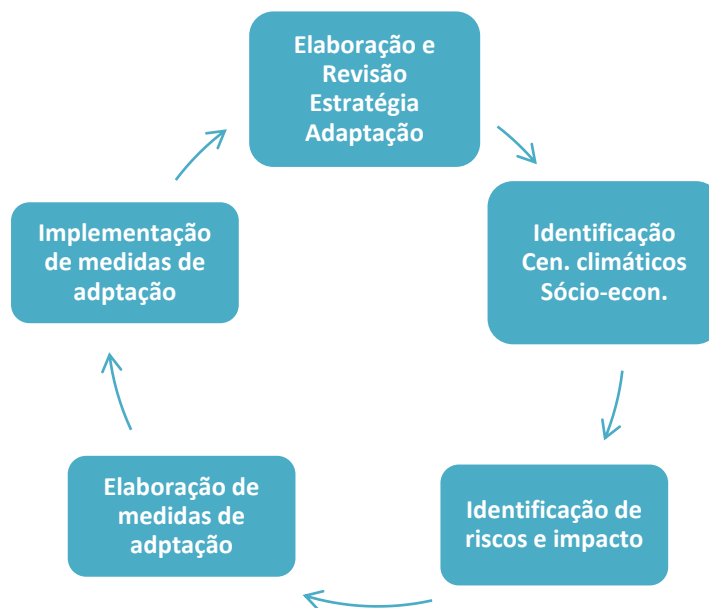 Elaboração e
Revisão
Estratégia
Adaptação
Identificação
Cen. climáticos
Sócio-econ.
Identificação de
riscos e impacto
Elaboração de
medidas de
adptação
Implementação
de medidas de
adptação